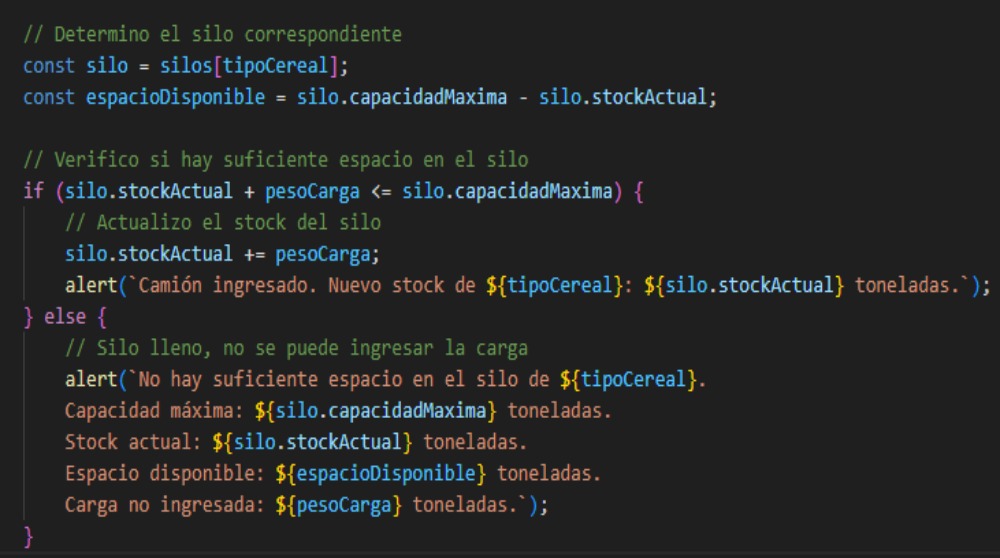 // Determino el silo correspondiente
const silo = silos[tipoCereal];
const espacioDisponible = silo.capacidadMaxima - silo.stockActual;
// Verifico si hay suficiente espacio en el silo
if (silo.stockActual + pesoCarga <= silo.capacidadMaxima) {
// Actualizo el stock del silo
silo.stockActual += pesoCarga;
alert(`Camión ingresado. Nuevo stock de ${tipoCereal}: ${silo.stockActual} toneladas.`);
} else {
// Silo lleno, no se puede ingresar la carga
alert(`No hay suficiente espacio en el silo de ${tipoCereal}.
Capacidad máxima: ${silo.capacidadMaxima} toneladas.
Stock actual: ${silo.stockActual} toneladas.
Espacio disponible: ${espacioDisponible} toneladas.
Carga no ingresada: ${pesoCarga} toneladas.`);
}